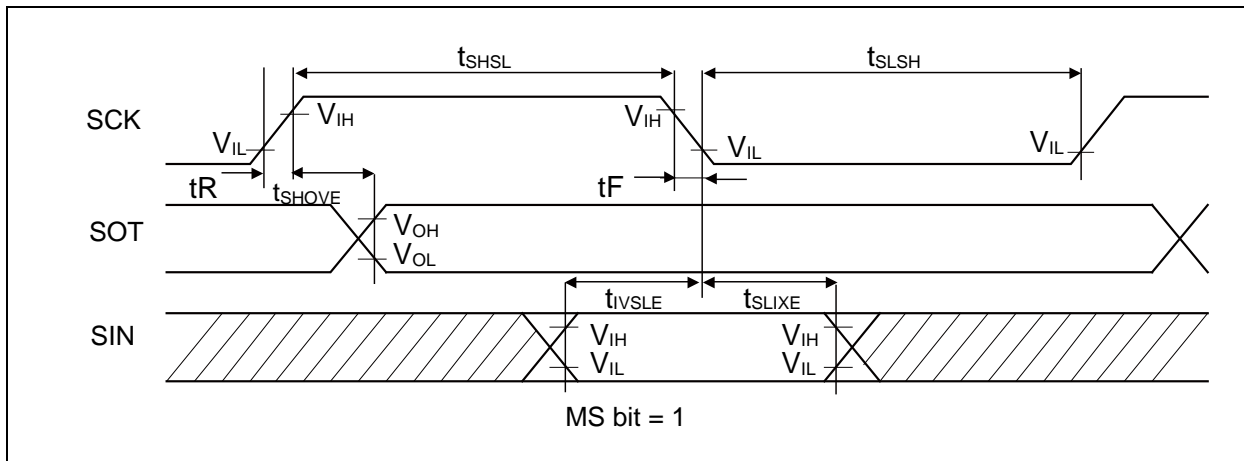 tSHSL tSLSH
SCK VIH VIH
VIL VIL VIL
tR tSHOVE tF
SOT VOH
VOL
tIVSLE tSLIXE
SIN VIH VIH
VIL VIL
MS bit = 1